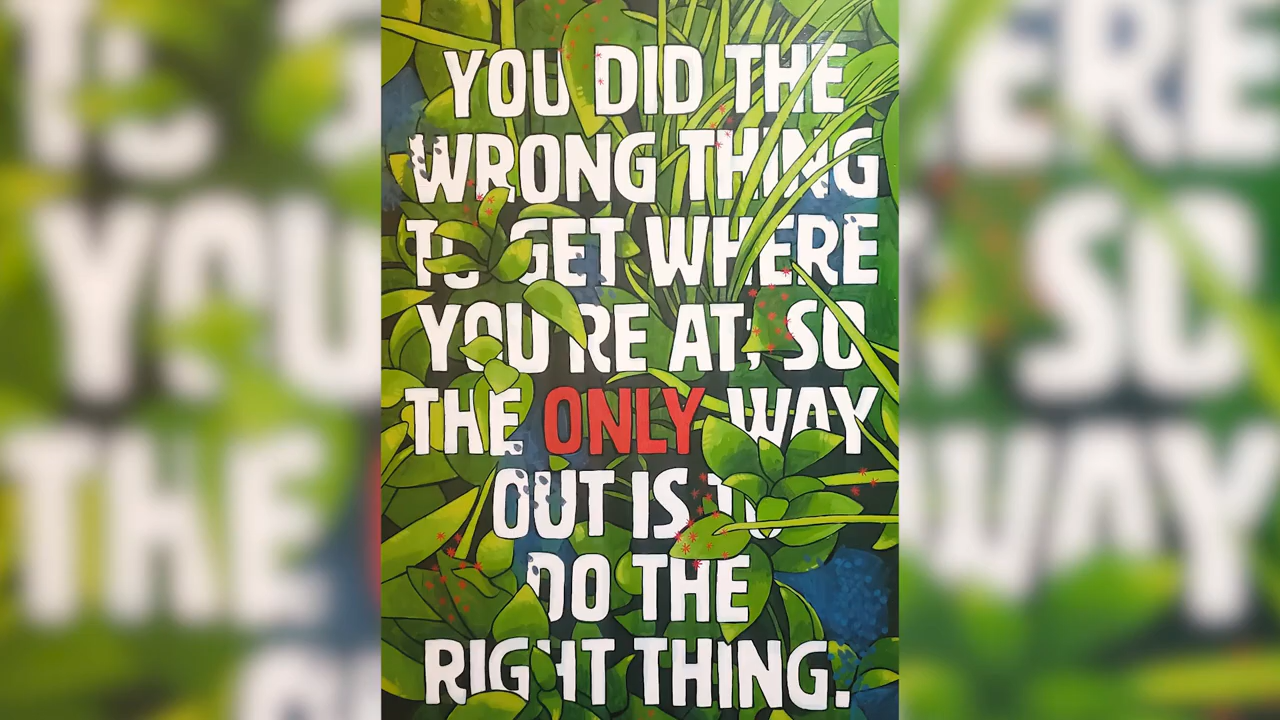 YOU DID THE
WRONG THING
TO GET WHERE
YOU'RE AT; SO
THE ONLY WAY
OUT IS TO
DO THE
RIGHT THING.